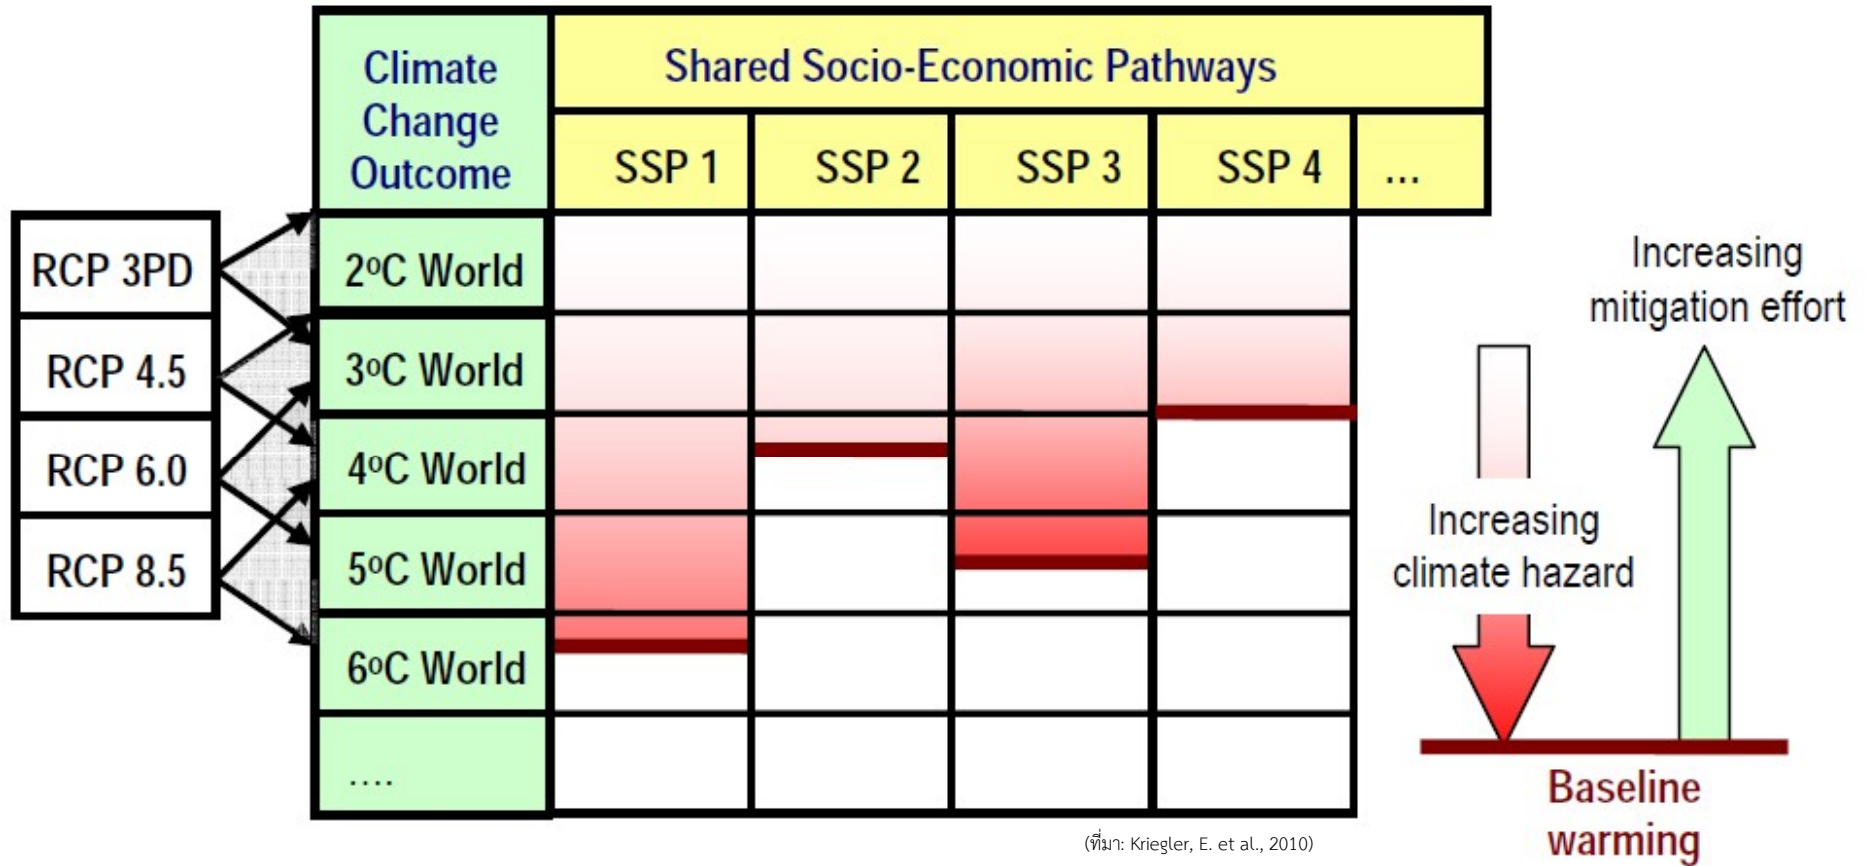 Climate
Change
Outcome
Shared Socio-Economic Pathways
SSP 1
SSP 2
SSP 3
SSP 4
...
RCP 3PD
RCP 4.5
RCP 6.0
RCP 8.5
2ºC World
3ºC World
4ºC World
5ºC World
6ºC World
....
Increasing
mitigation effort
Increasing
climate hazard
Baseline
warming
(ที่มา: Kriegler, E. et al., 2010)